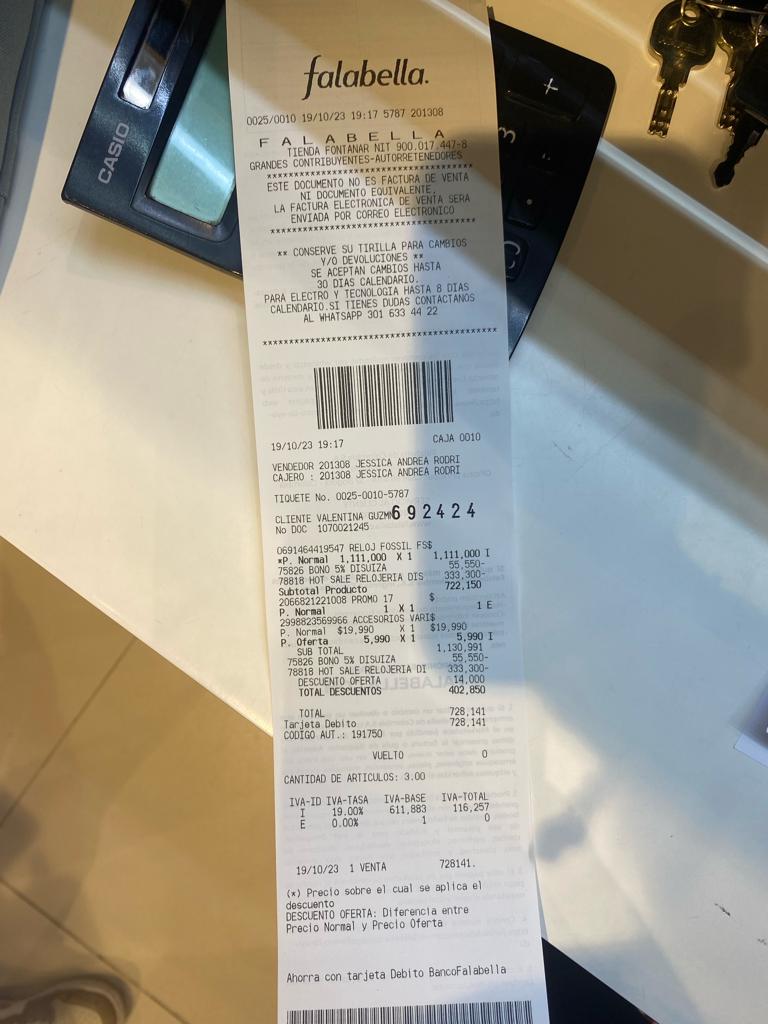 CASIO
falabella.
0025/0010 19/10/23 19:17 5787 201308
F A L A B E L L A
TIENDA FONTANAR NIT 900.017.447-8
GRANDES CONTRIBUYENTES-AUTORRETENEDORES
****************************************
ESTE DOCUMENTO NO ES FACTURA DE VENTA
NI DOCUMENTO EQUIVALENTE.
LA FACTURA ELECTRONICA DE VENTA SERA
ENVIADA POR CORREO ELECTRONICO
****************************************
** CONSERVE SU TIRILLA PARA CAMBIOS
Y/O DEVOLUCIONES **
SE ACEPTAN CAMBIOS HASTA
30 DIAS CALENDARIO.
PARA ELECTRO Y TECNOLOGIA HASTA 8 DIAS
CALENDARIO.SI TIENES DUDAS CONTACTANOS
AL WHATSAPP 301 633 44 22
****************************************
19/10/23 19:17 CAJA 0010
VENDEDOR 201308 JESSICA ANDREA RODRI
CAJERO : 201308 JESSICA ANDREA RODRI
TIQUETE No. 0025-0010-5787
CLIENTE VALENTINA GUZMN692424
No DOC 1070021245
0691464419547 RELOJ FOSSIL FS$
*P. Normal 1,111,000 X 1 1,111,000 I
75826 BONO 5% DISUIZA 55,550-
78818 HOT SALE RELOJERIA DIS 333,300-
Subtotal Producto 722,150
2066821221008 PROMO 17 $
P. Normal 1 X 1 1 E
2998823569966 ACCESORIOS VARI$
P. Normal $19,990 X 1 $19,990
P. Oferta 5,990 X 1 5,990 I
SUB TOTAL 1,130,991
75826 BONO 5% DISUIZA 55,550-
78818 HOT SALE RELOJERIA DI 333,300-
DESCUENTO OFERTA 14,000
TOTAL DESCUENTOS 402,850
TOTAL 728,141
Tarjeta Debito 728,141
CODIGO AUT.: 191750
VUELTO 0
CANTIDAD DE ARTICULOS: 3.00
IVA-ID IVA-TASA IVA-BASE IVA-TOTAL
I 19.00% 611,883 116,257
E 0.00% 1 0
19/10/23 1 VENTA 728141.
(*) Precio sobre el cual se aplica el
descuento
DESCUENTO OFERTA: Diferencia entre
Precio Normal y Precio Oferta
Ahorra con tarjeta Debito BancoFalabella